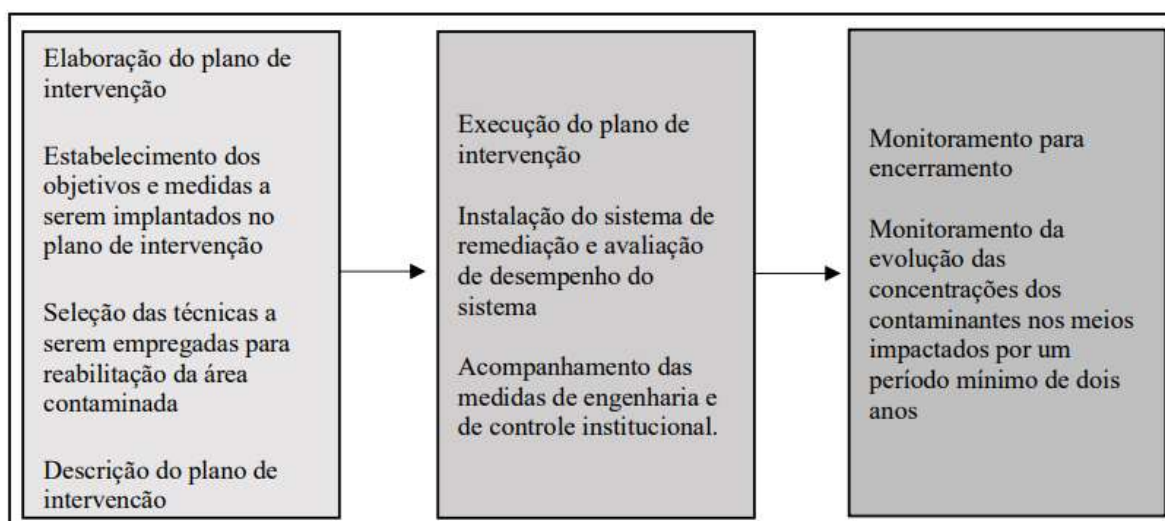 Elaboração do plano de
intervenção
Estabelecimento dos
objetivos e medidas a
serem implantados no
plano de intervenção
Seleção das técnicas a
serem empregadas para
reabilitação da área
contaminada
Descrição do plano de
intervenção
Execução do plano de
intervenção
Instalação do sistema de
remediação e avaliação
de desempenho do
sistema
Acompanhamento das
medidas de engenharia e
de controle institucional.
Monitoramento para
encerramento
Monitoramento da
evolução das
concentrações dos
contaminantes nos meios
impactados por um
período mínimo de dois
anos